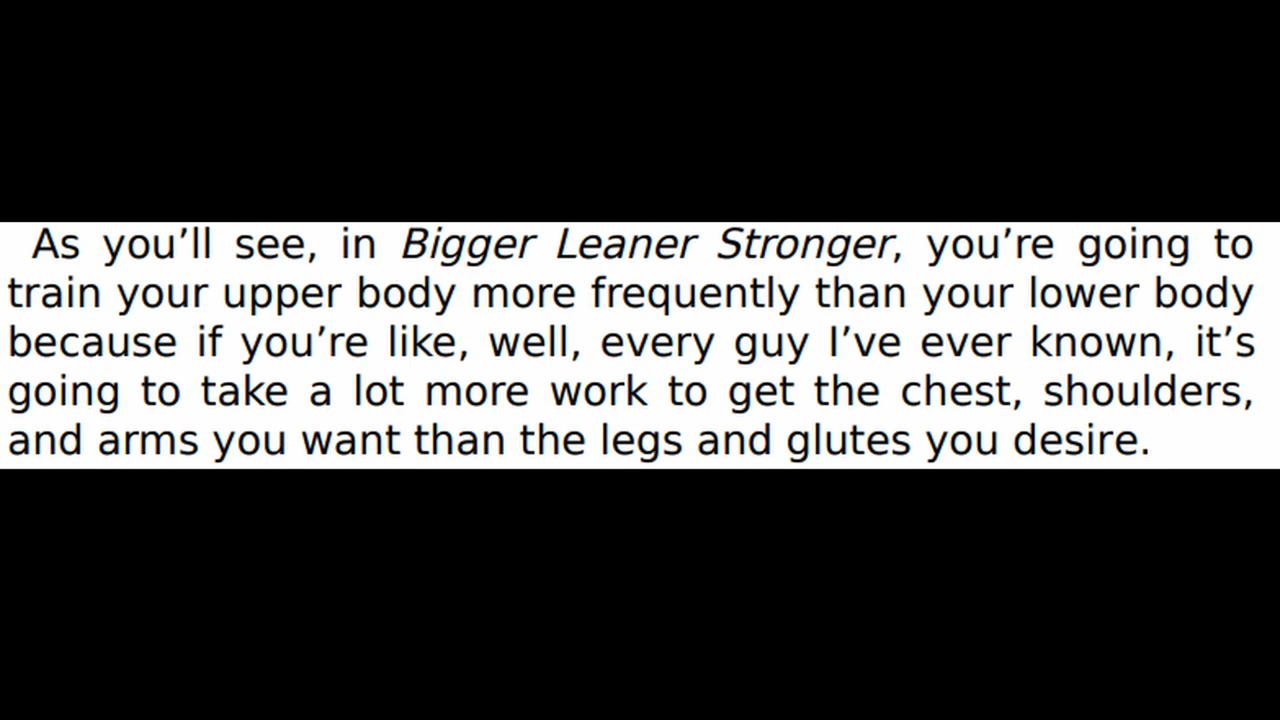 As you’ll see, in Bigger Leaner Stronger, you’re going to
train your upper body more frequently than your lower body
because if you’re like, well, every guy I’ve ever known, it’s
going to take a lot more work to get the chest, shoulders,
and arms you want than the legs and glutes you desire.